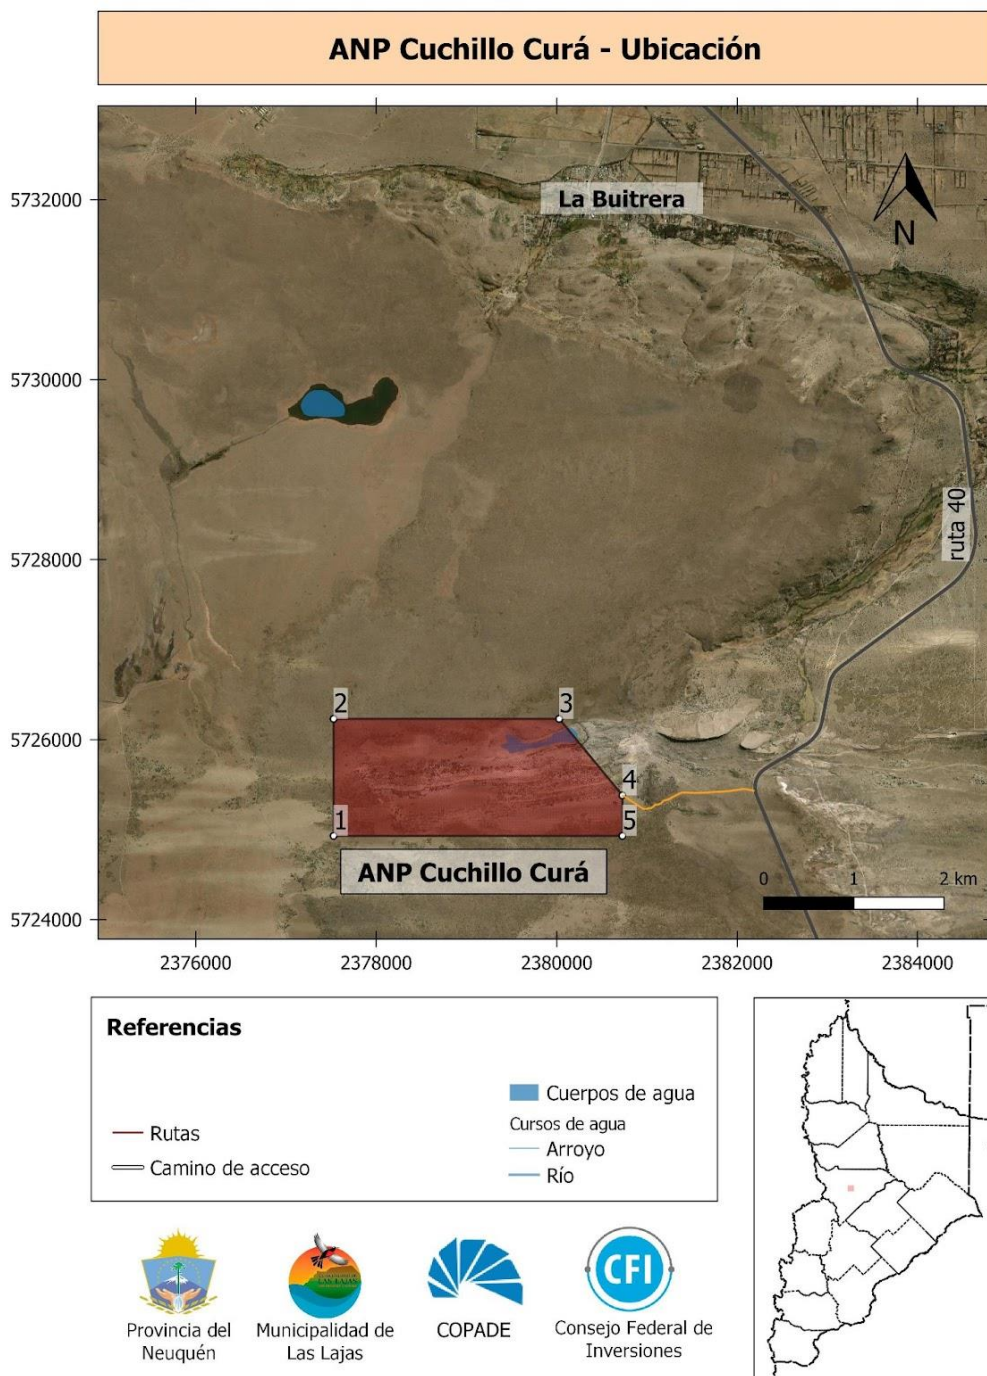 ANP Cuchillo Curá - Ubicación
5732000
5730000
5728000
5726000
5724000
La Buitrera
N
ruta 40
2
3
4
1
5
ANP Cuchillo Curá
0 1 2 km
2376000 2378000 2380000 2382000 2384000
Referencias
Rutas
Camino de acceso
Cuerpos de agua
Cursos de agua
Arroyo
Río
LAS LAJAS
CFI
Provincia del
Neuquén
Municipalidad de
Las Lajas
COPADE
Consejo Federal de
Inversiones